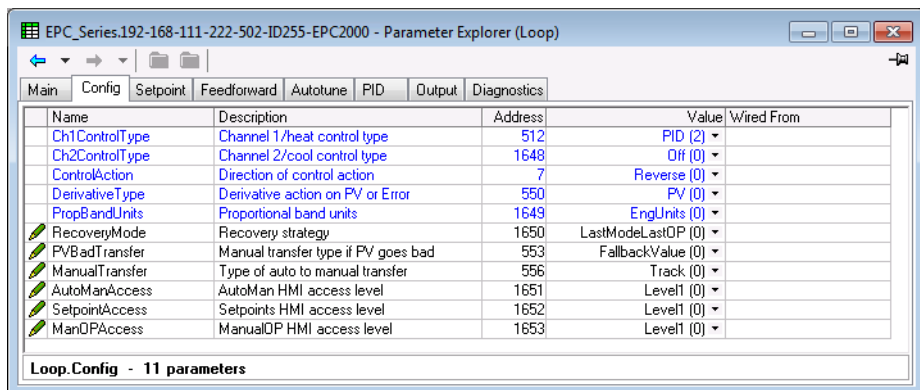 EPC_Series.192-168-111-222-502-ID255-EPC2000 - Parameter Explorer (Loop)
Main Config Setpoint Feedforward Autotune PID Output Diagnostics
Name Description Address Value Wired From
Ch1ControlType Channel 1/heat control type 512 PID (2)
Ch2ControlType Channel 2/cool control type 1648 Off (0)
ControlAction Direction of control action 7 Reverse (0)
DerivativeType Derivative action on PV or Error 550 PV (0)
PropBandUnits Proportional band units 1649 EngUnits (0)
RecoveryMode Recovery strategy 1650 LastModeLastOP (0)
PVBadTransfer Manual transfer type if PV goes bad 553 FallbackValue (0)
ManualTransfer Type of auto to manual transfer 556 Track (0)
AutoManAccess AutoMan HMI access level 1651 Level1 (0)
SetpointAccess Setpoints HMI access level 1652 Level1 (0)
ManOPAccess ManualOP HMI access level 1653 Level1 (0)
Loop.Config - 11 parameters